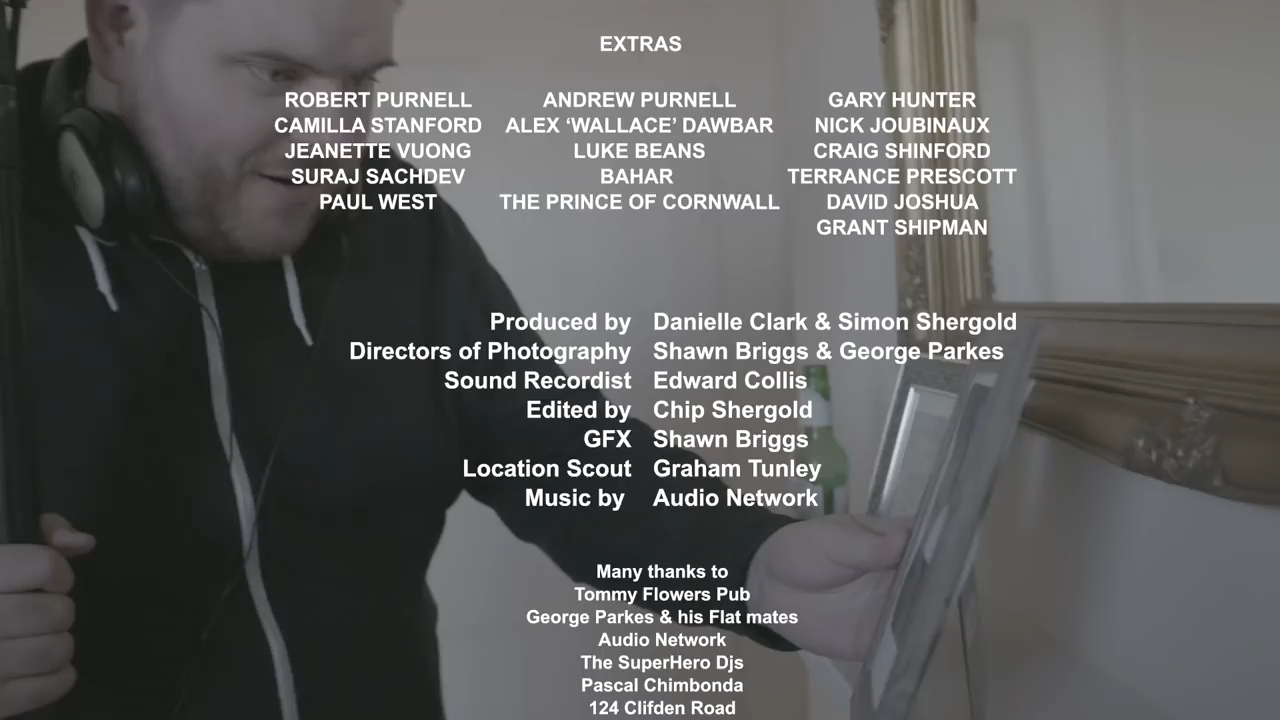 EXTRAS
ROBERT PURNELL
CAMILLA STANFORD
JEANETTE VUONG
SURAJ SACHDEV
PAUL WEST
ANDREW PURNELL
ALEX ‘WALLACE’ DAWBAR
LUKE BEANS
BAHAR
THE PRINCE OF CORNWALL
GARY HUNTER
NICK JOUBINAUX
CRAIG SHINFORD
TERRANCE PRESCOTT
DAVID JOSHUA
GRANT SHIPMAN
Produced by Danielle Clark & Simon Shergold
Directors of Photography Shawn Briggs & George Parkes
Sound Recordist Edward Collis
Edited by Chip Shergold
GFX Shawn Briggs
Location Scout Graham Tunley
Music by Audio Network
Many thanks to
Tommy Flowers Pub
George Parkes & his Flat mates
Audio Network
The SuperHero Djs
Pascal Chimbonda
124 Clifden Road